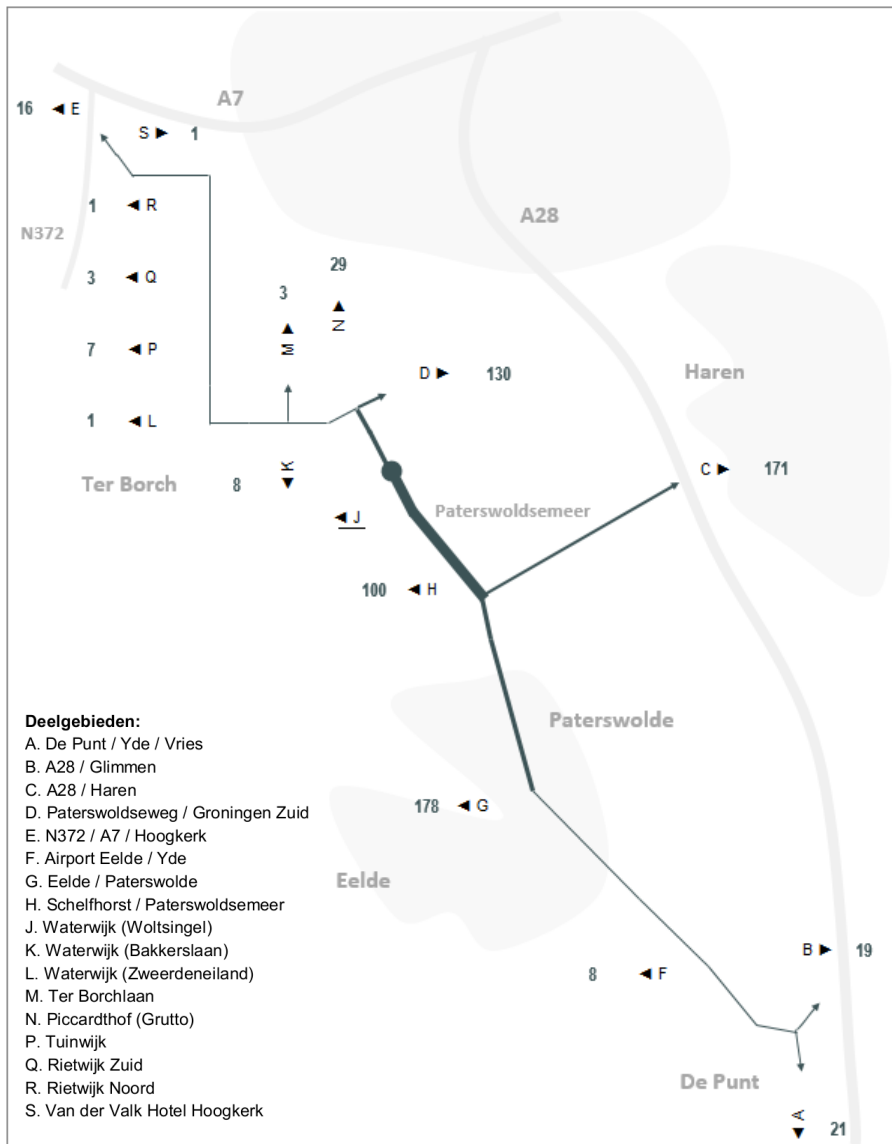 A7
16 ◄ E
S ► 1
1 ◄ R
N372
A28
3 ◄ Q
29
3
N ►
M ►
7 ◄ P
D ► 130
Haren
1 ◄ L
C ► 171
Ter Borch
8
K ◄
◄ J
Paterswoldsemeer
100 ◄ H
Paterswolde
178 ◄ G
Eelde
B ► 19
8 ◄ F
De Punt
A ◄
21
Deelgebieden:
A. De Punt / Yde / Vries
B. A28 / Glimmen
C. A28 / Haren
D. Paterswoldseweg / Groningen Zuid
E. N372 / A7 / Hoogkerk
F. Airport Eelde / Yde
G. Eelde / Paterswolde
H. Schelfhorst / Paterswoldsemeer
J. Waterwijk (Woltsingel)
K. Waterwijk (Bakkerslaan)
L. Waterwijk (Zweerdeneiland)
M. Ter Borchlaan
N. Piccardthof (Grutto)
P. Tuinwijk
Q. Rietwijk Zuid
R. Rietwijk Noord
S. Van der Valk Hotel Hoogkerk